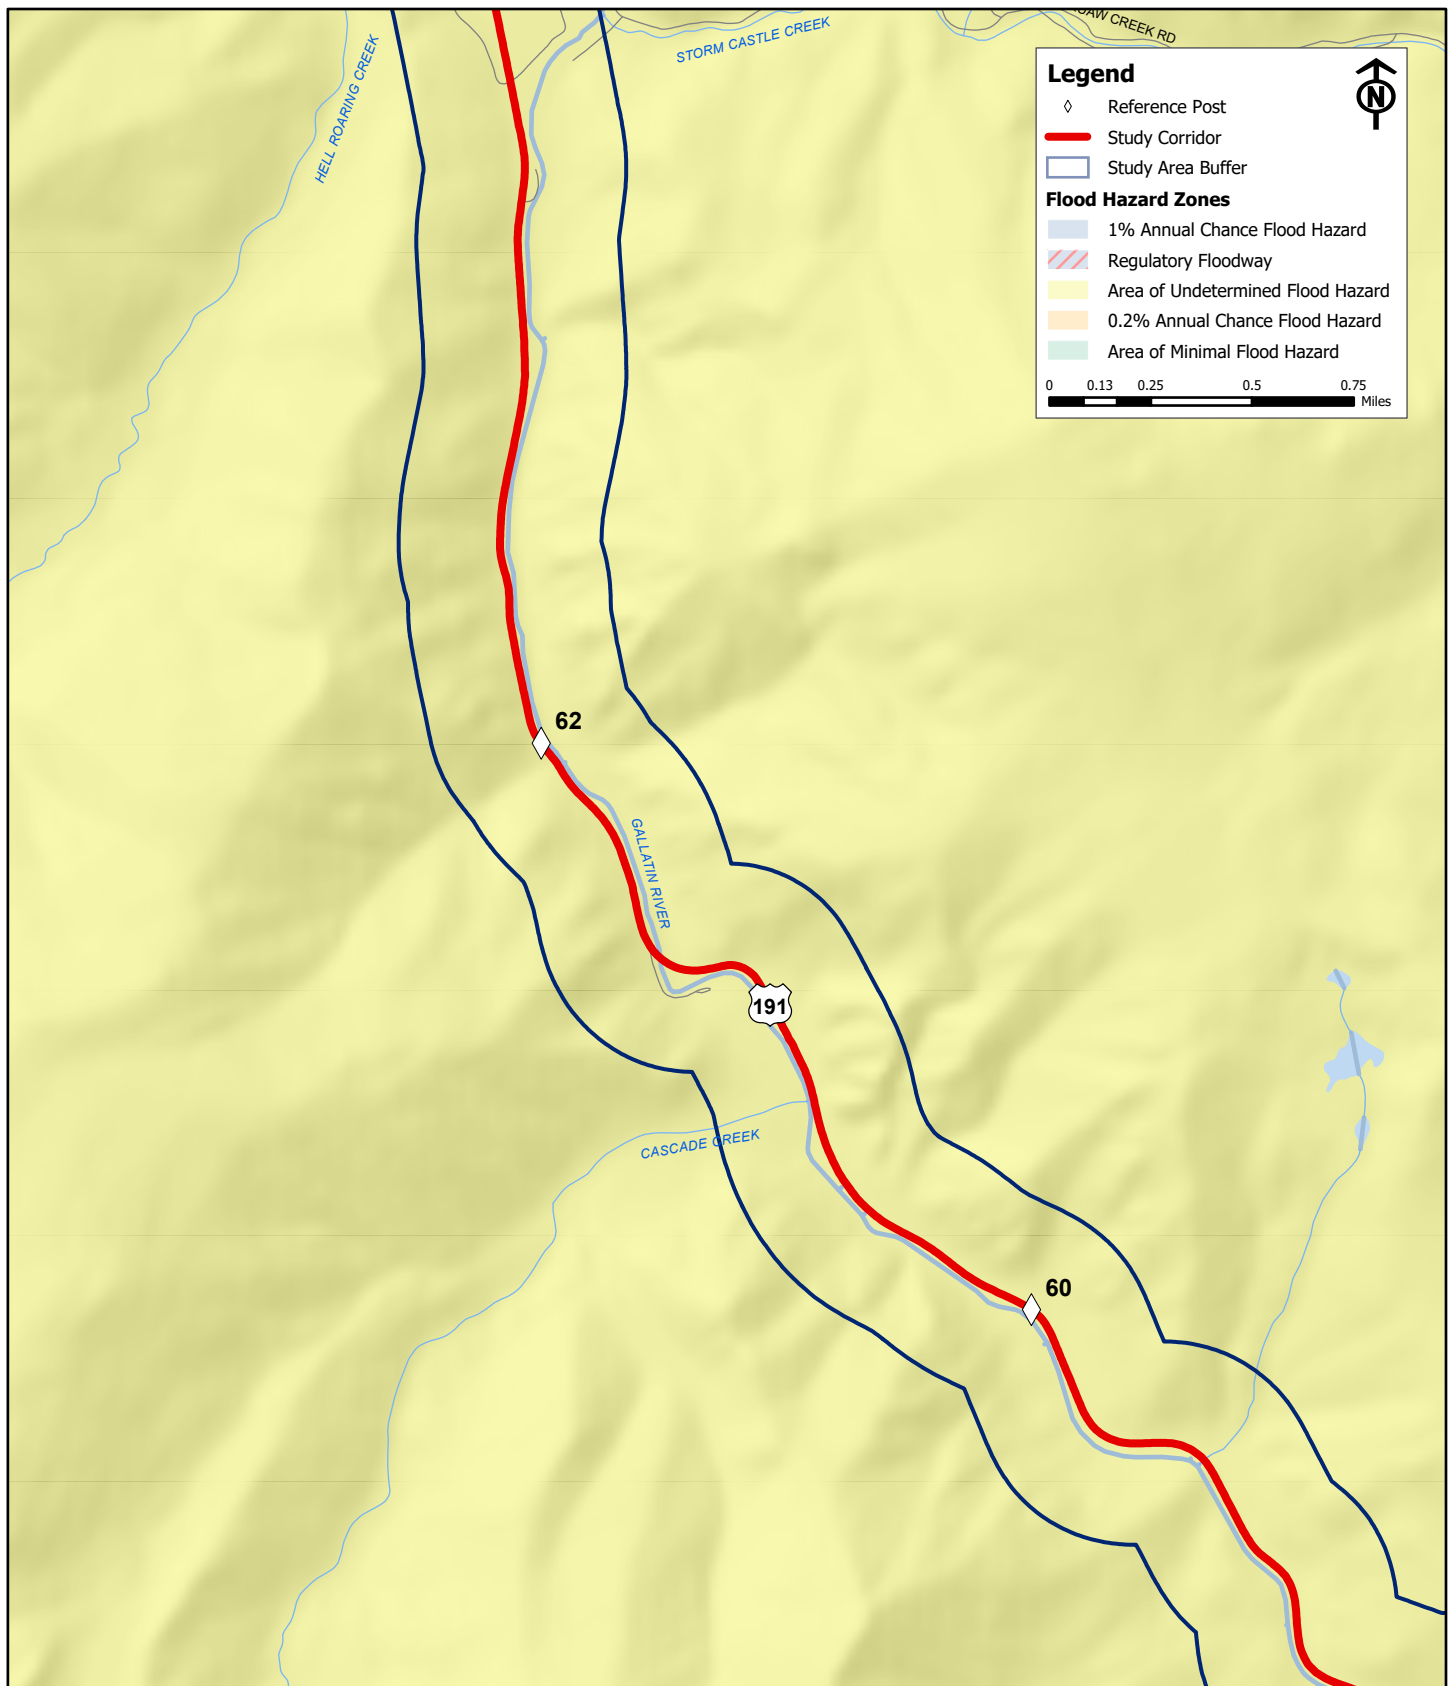 STORM CASTLE CREEK
CREEK RD
HELL ROARING CREEK
Legend
N
Reference Post
Study Corridor
Study Area Buffer
Flood Hazard Zones
1% Annual Chance Flood Hazard
Regulatory Floodway
Area of Undetermined Flood Hazard
0.2% Annual Chance Flood Hazard
Area of Minimal Flood Hazard
0 0.13 0.25 0.5 0.75
Miles
62
GALLATIN RIVER
191
CASCADE CREEK
60